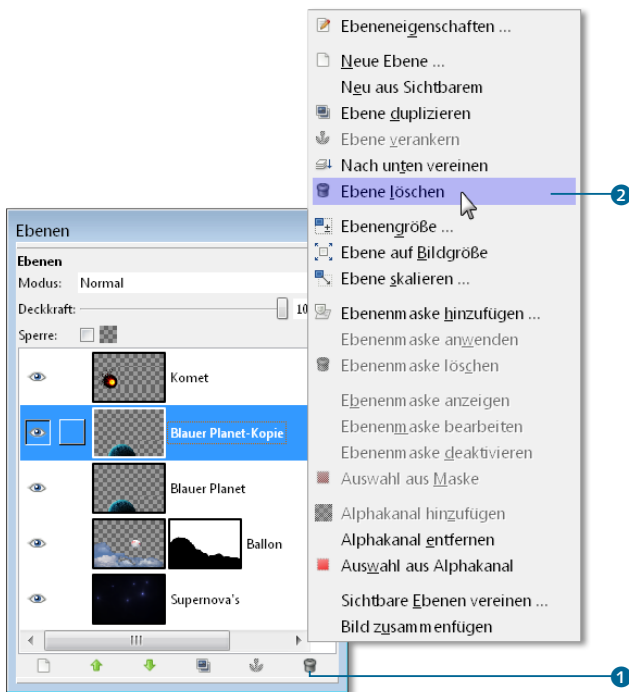 Ebeneneigenschaften ...
Neue Ebene ...
Neu aus Sichtbarem
Ebene duplizieren
Ebene verankern
Nach unten vereinen
Ebene löschen
2
Ebenengröße ...
Ebene auf Bildgröße
Ebene skalieren ...
Ebenenmaske hinzufügen ...
Ebenenmaske anwenden
Ebenenmaske löschen
Ebenenmaske anzeigen
Ebenenmaske bearbeiten
Ebenenmaske deaktivieren
Auswahl aus Maske
Alphakanal hinzufügen
Alphakanal entfernen
Auswahl aus Alphakanal
Sichtbare Ebenen vereinen ...
Bild zusammenfügen
Ebenen
Ebenen
Modus: Normal
Deckkraft: 10
Sperre:
Komet
Blauer Planet-Kopie
Blauer Planet
Ballon
Supernova's
1